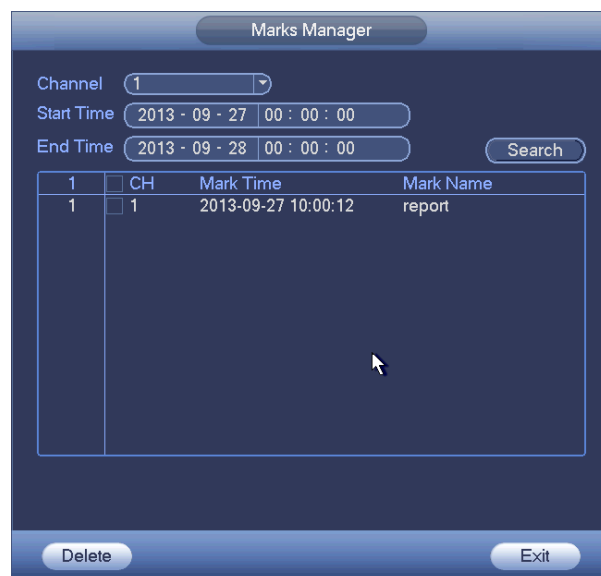 Marks Manager
Channel 1
Start Time 2013 - 09 - 27 00 : 00 : 00
End Time 2013 - 09 - 28 00 : 00 : 00
Search
1 CH Mark Time Mark Name
1 1 2013-09-27 10:00:12 report
Delete Exit